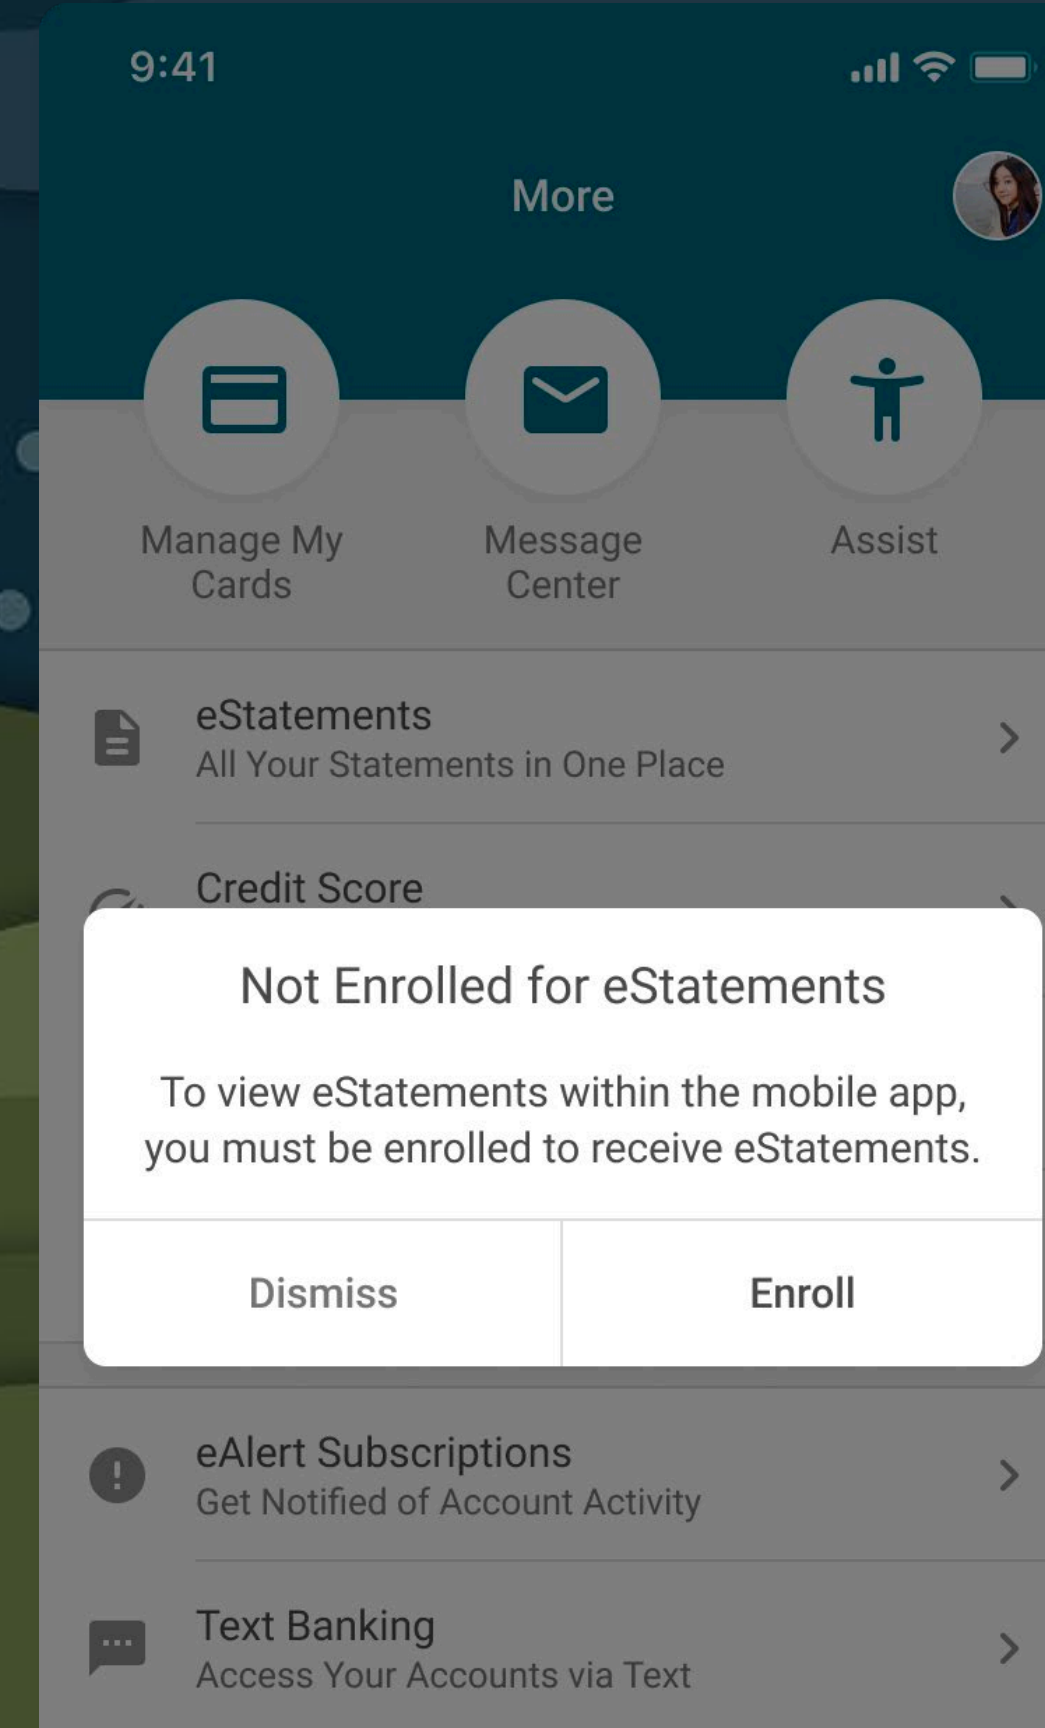 9:41
More
Manage My
Cards
Message
Center
Assist
eStatements
All Your Statements in One Place
Credit Score
Not Enrolled for eStatements
To view eStatements within the mobile app,
you must be enrolled to receive eStatements.
Dismiss
Enroll
eAlert Subscriptions
Get Notified of Account Activity
Text Banking
Access Your Accounts via Text